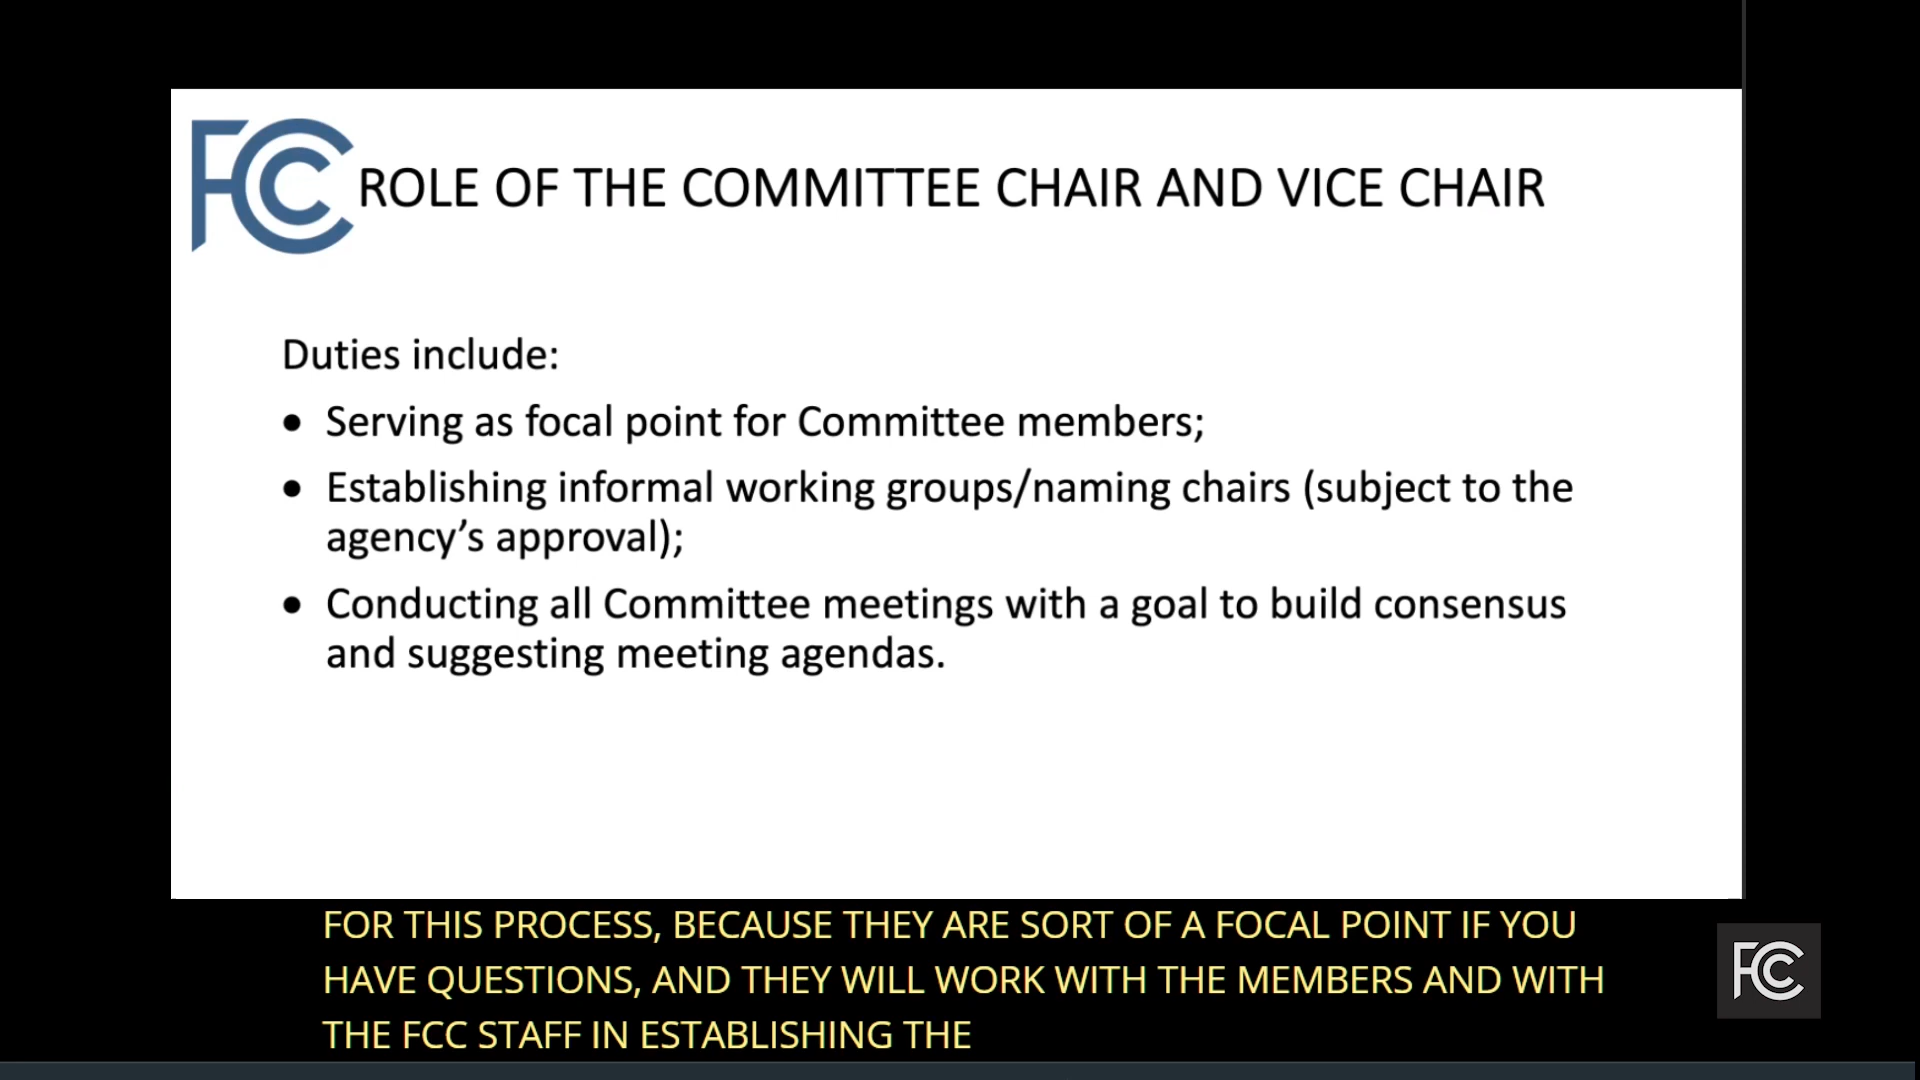 FCC
ROLE OF THE COMMITTEE CHAIR AND VICE CHAIR
Duties include:
• Serving as focal point for Committee members;
• Establishing informal working groups/naming chairs (subject to the
agency’s approval);
• Conducting all Committee meetings with a goal to build consensus
and suggesting meeting agendas.
FOR THIS PROCESS, BECAUSE THEY ARE SORT OF A FOCAL POINT IF YOU
HAVE QUESTIONS, AND THEY WILL WORK WITH THE MEMBERS AND WITH
THE FCC STAFF IN ESTABLISHING THE
FCC